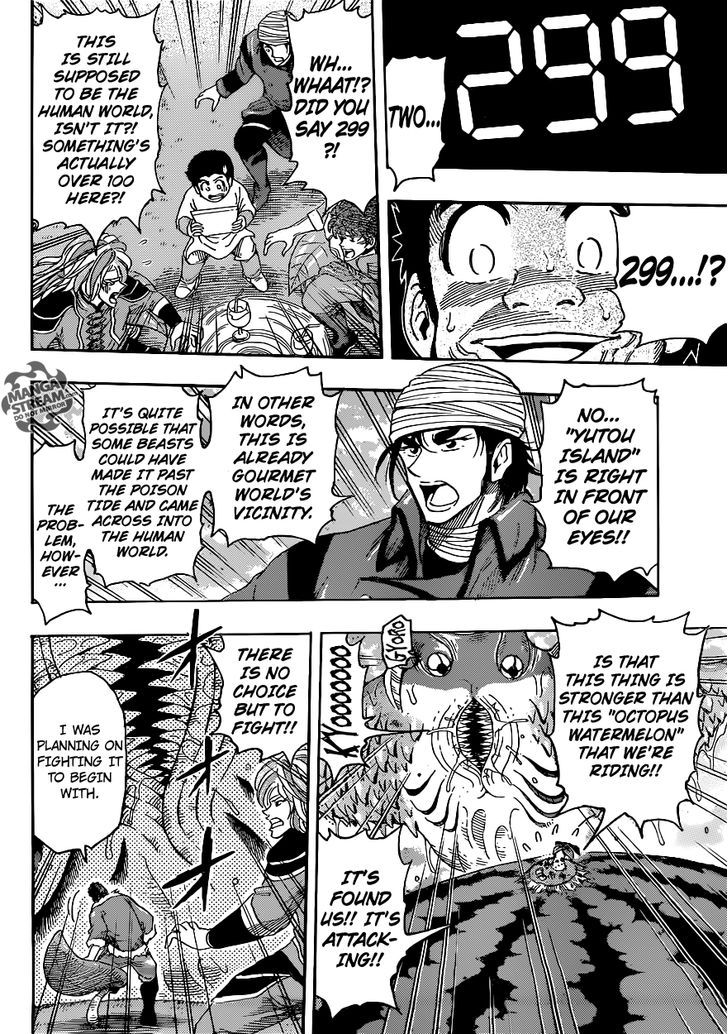 299
TWO...
299...!?
WH...
WHAAT!?
DID YOU
SAY 299
?!
THIS
IS STILL
SUPPOSED
TO BE THE
HUMAN WORLD,
ISN'T IT?!
SOMETHING'S
ACTUALLY
OVER 100
HERE?!
NO...
"YUTOU
ISLAND"
IS RIGHT
IN FRONT
OF OUR
EYES!!
IN OTHER
WORDS,
THIS IS
ALREADY
GOURMET
WORLD'S
VICINITY.
IT'S QUITE
POSSIBLE THAT
SOME BEASTS
COULD HAVE
MADE IT PAST
THE POISON
TIDE AND CAME
ACROSS INTO
THE HUMAN
WORLD.
THE
PROB-
LEM,
HOW-
EVER
...
MANGA
STREAM.com
DO NOT MIRROR
IS THAT
THIS THING IS
STRONGER THAN
THIS "OCTOPUS
WATERMELON"
THAT WE'RE
RIDING!!
GYORO
KYOOOOOOO
IT'S
FOUND
US!! IT'S
ATTACK-
ING!!
THERE
IS NO
CHOICE
BUT TO
FIGHT!!
I WAS
PLANNING ON
FIGHTING IT
TO BEGIN
WITH.